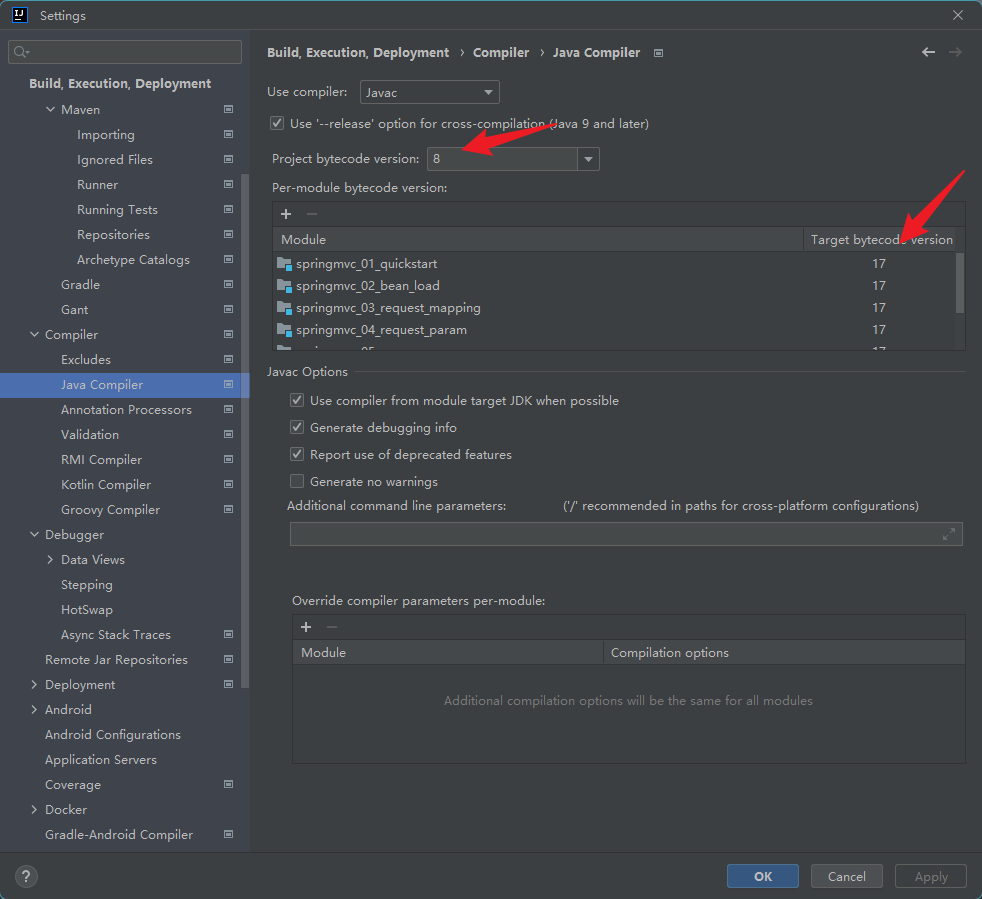 Settings
Build, Execution, Deployment
Maven
Importing
Ignored Files
Runner
Running Tests
Repositories
Archetype Catalogs
Gradle
Gant
Compiler
Excludes
Java Compiler
Annotation Processors
Validation
RMI Compiler
Kotlin Compiler
Groovy Compiler
Debugger
Data Views
Stepping
HotSwap
Async Stack Traces
Remote Jar Repositories
Deployment
Android
Android Configurations
Application Servers
Coverage
Docker
Gradle-Android Compiler
Build, Execution, Deployment › Compiler › Java Compiler
Use compiler: Javac
Use '--release' option for cross-compilation (Java 9 and later)
Project bytecode version: 8
Per-module bytecode version:
Module Target bytecode version
springmvc_01_quickstart 17
springmvc_02_bean_load 17
springmvc_03_request_mapping 17
springmvc_04_request_param 17
17
Javac Options
Use compiler from module target JDK when possible
Generate debugging info
Report use of deprecated features
Generate no warnings
Additional command line parameters: ('/' recommended in paths for cross-platform configurations)
Override compiler parameters per-module:
Module Compilation options
Additional compilation options will be the same for all modules
? OK Cancel Apply